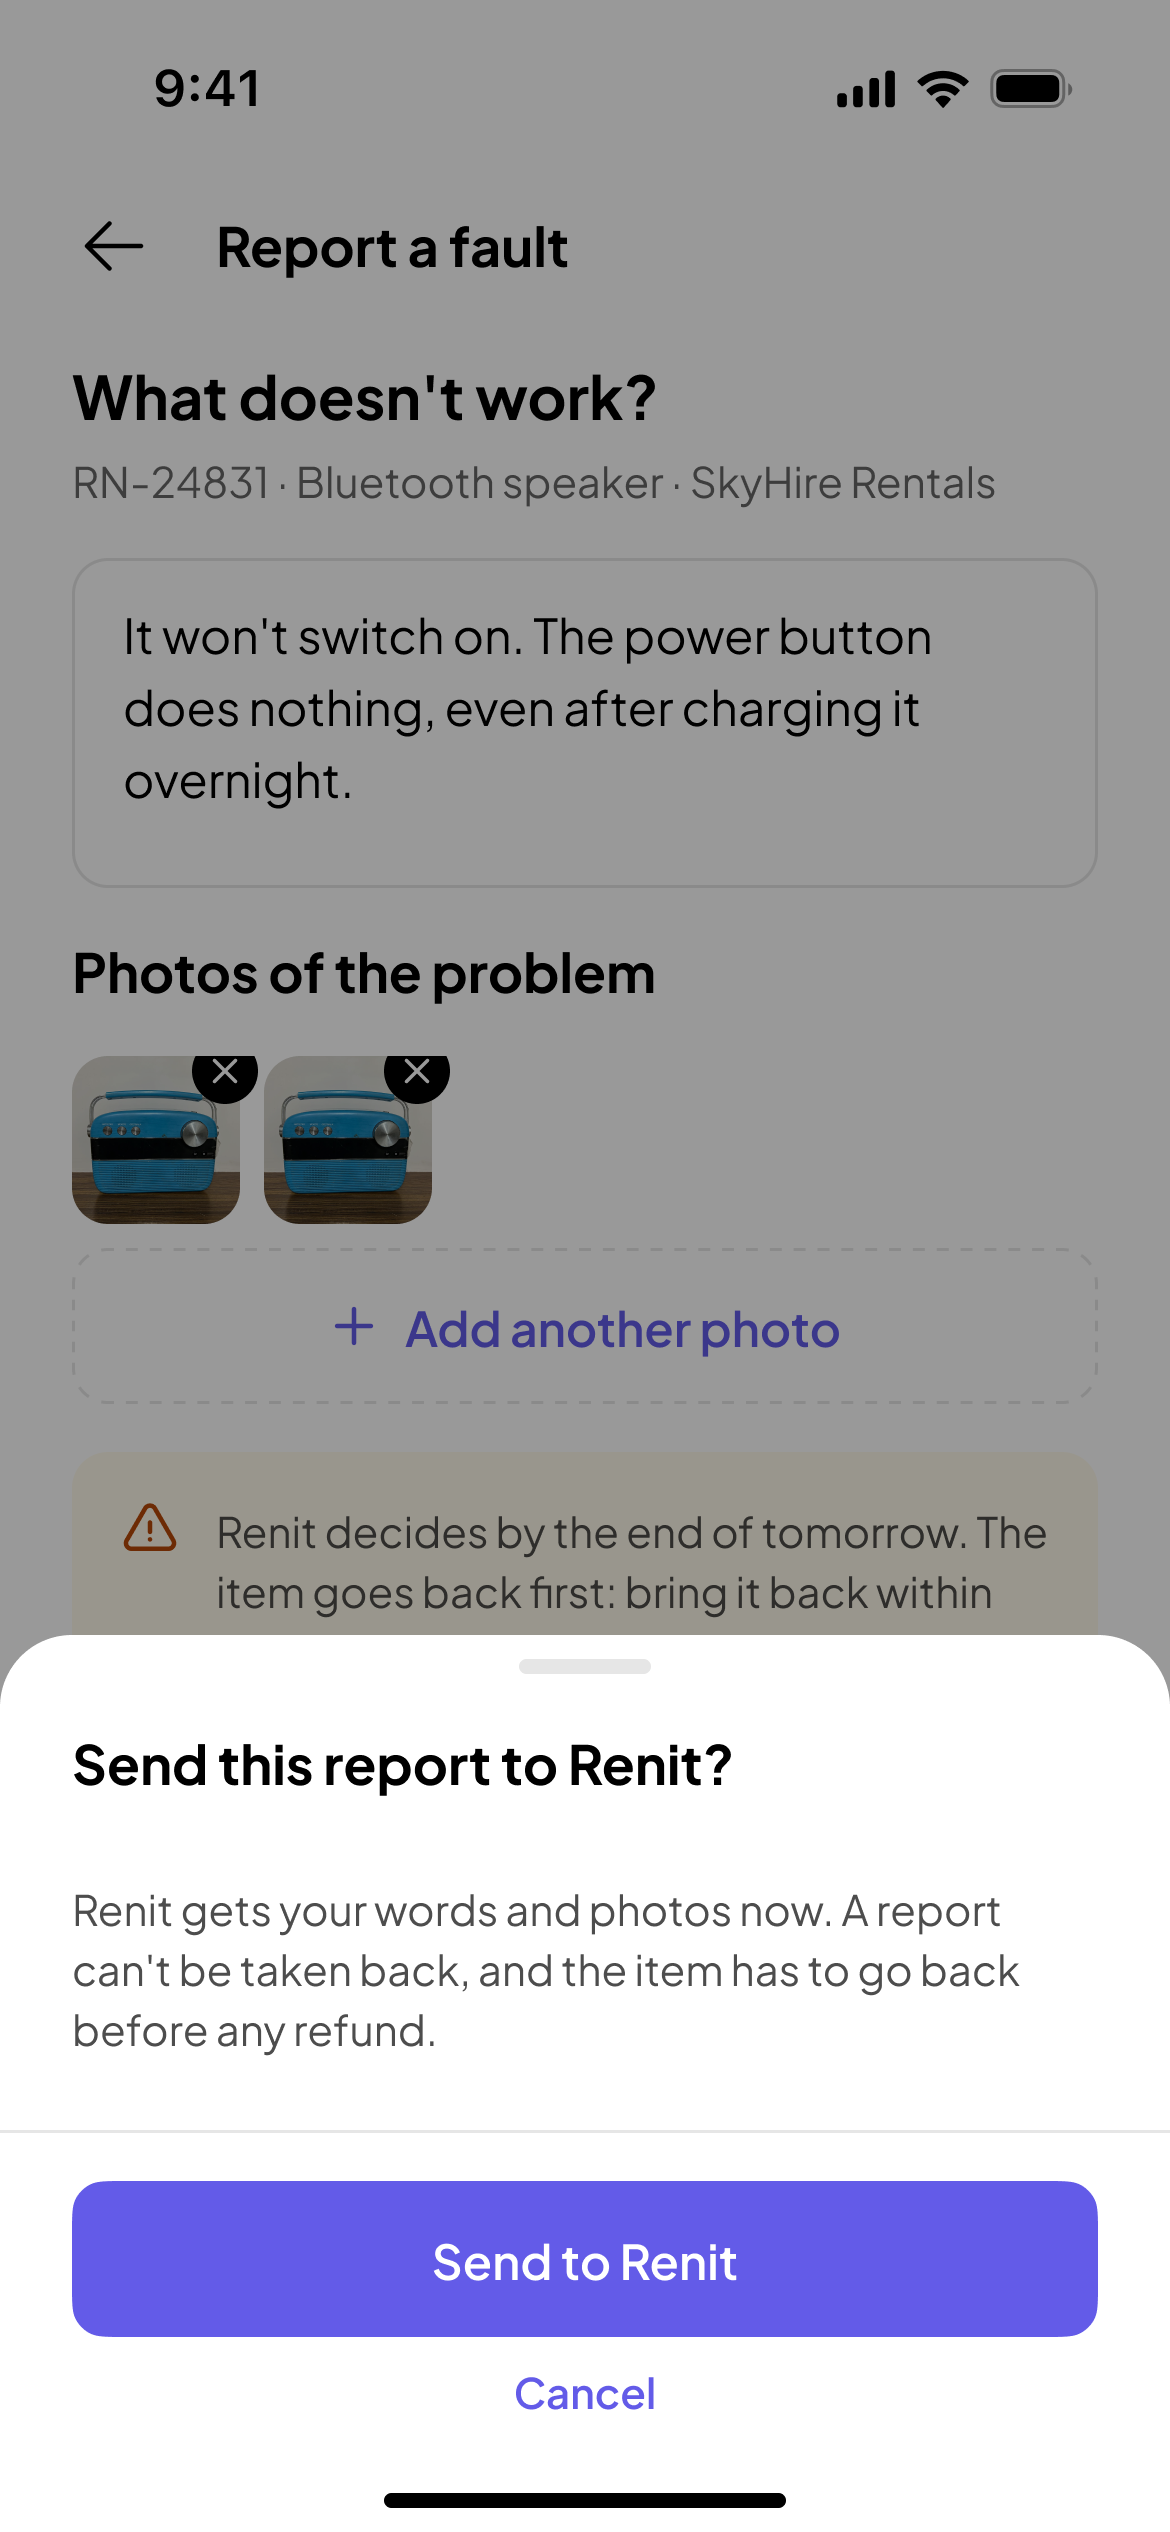 9:41
Report a fault
What doesn't work?
RN-24831 · Bluetooth speaker · SkyHire Rentals
It won't switch on. The power button
does nothing, even after charging it
overnight.
Photos of the problem
Add another photo
Renit decides by the end of tomorrow. The
item goes back first: bring it back within
Send this report to Renit?
Renit gets your words and photos now. A report
can't be taken back, and the item has to go back
before any refund.
Send to Renit
Cancel